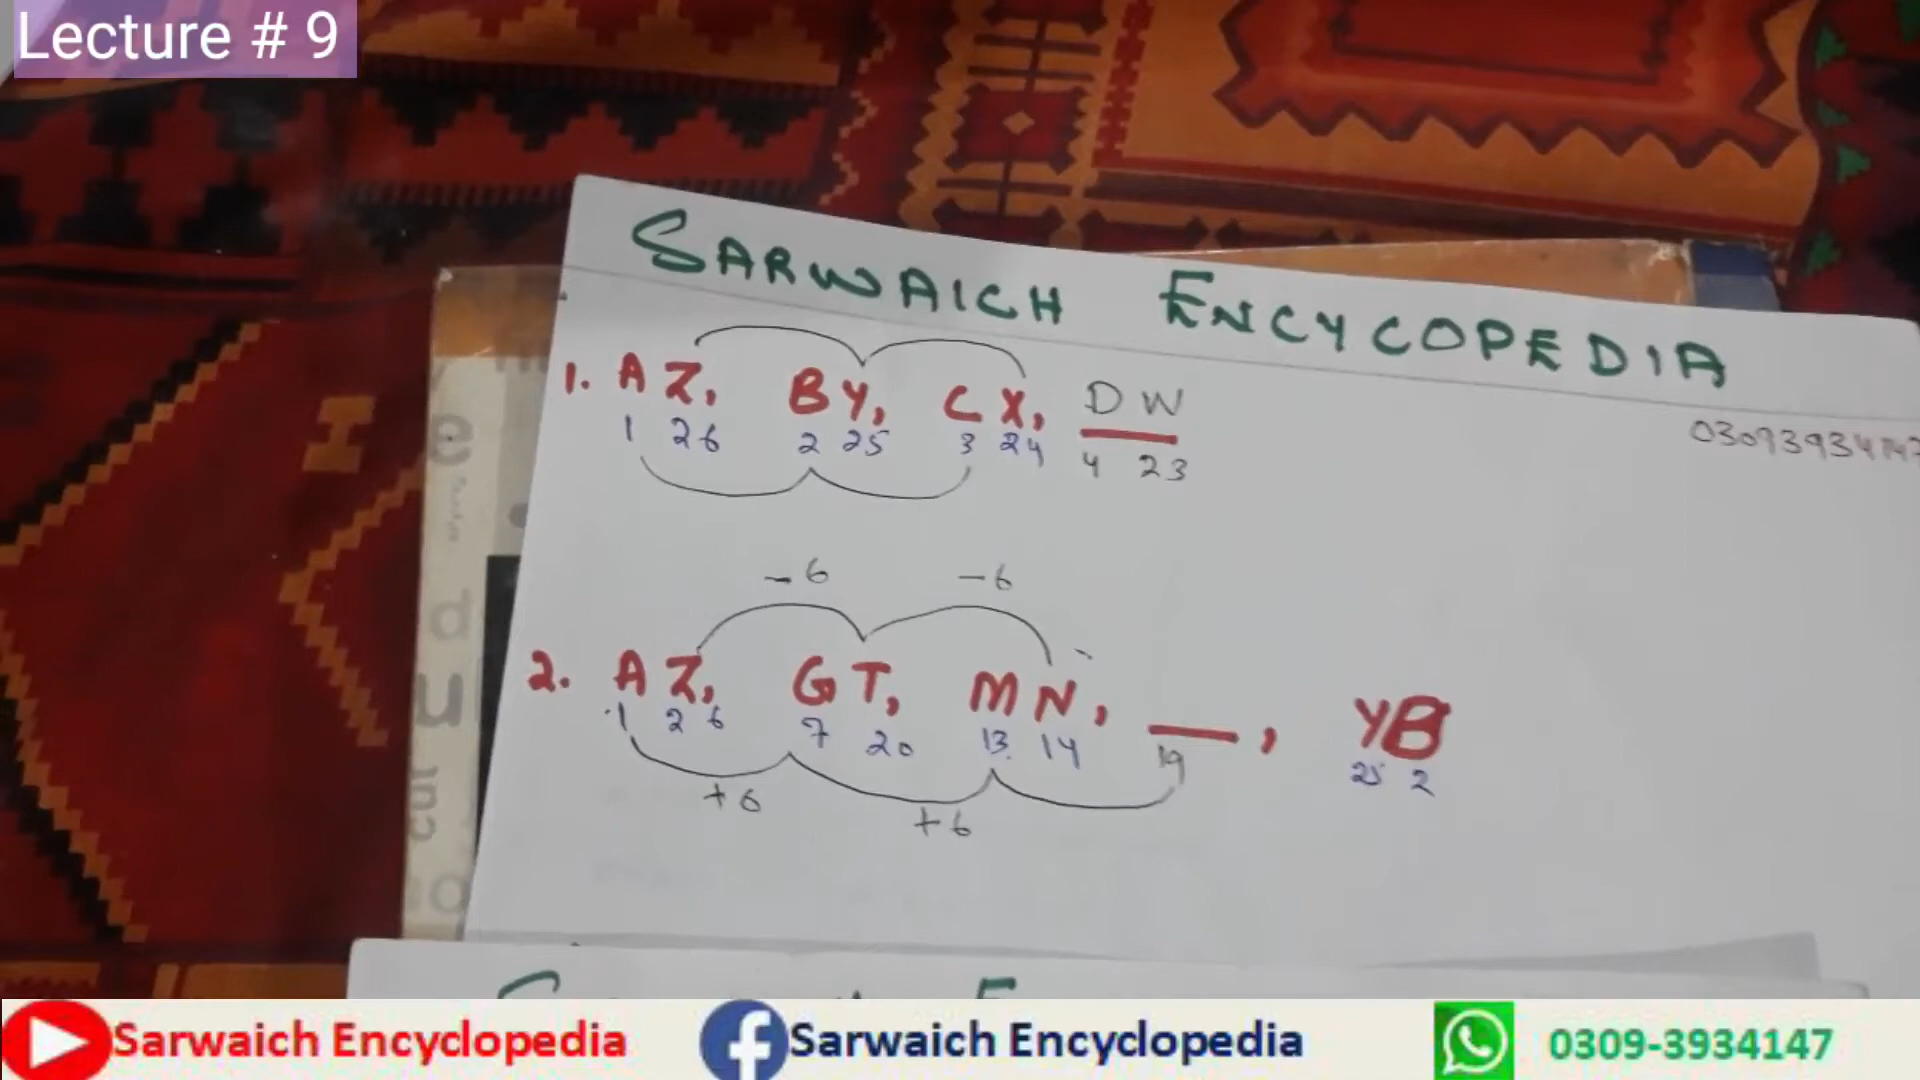 Lecture # 9
SARWAICH ENCYCOPEDIA
1. AZ, BY, CX, DW
1 26 2 25 3 24 4 23
- 6 - 6
2. AZ, GT, MN, __, YB
1 26 7 20 13 14 19 25 2
+6 +6
Sarwaich Encyclopedia Sarwaich Encyclopedia 0309-3934147